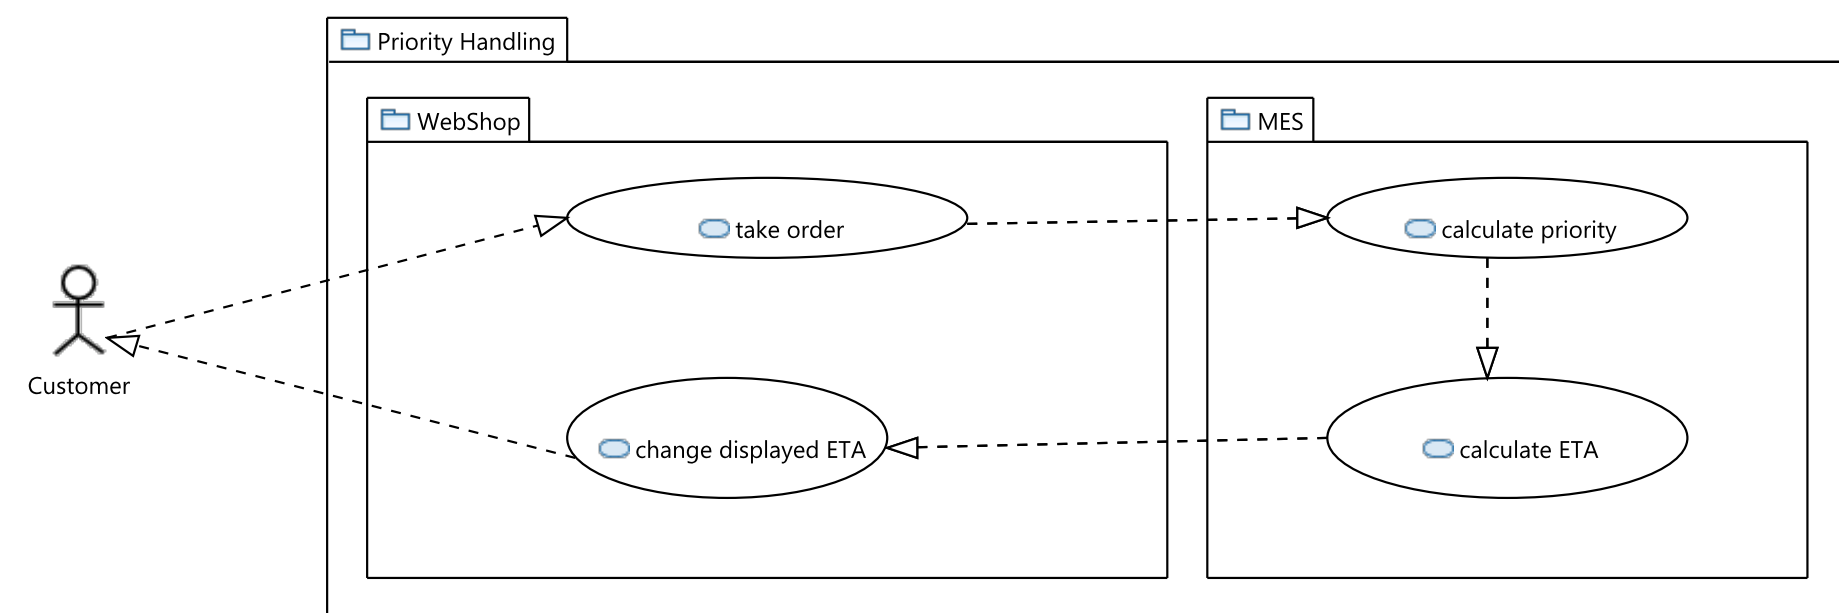 Priority Handling
WebShop
MES
take order
calculate priority
Customer
change displayed ETA
calculate ETA